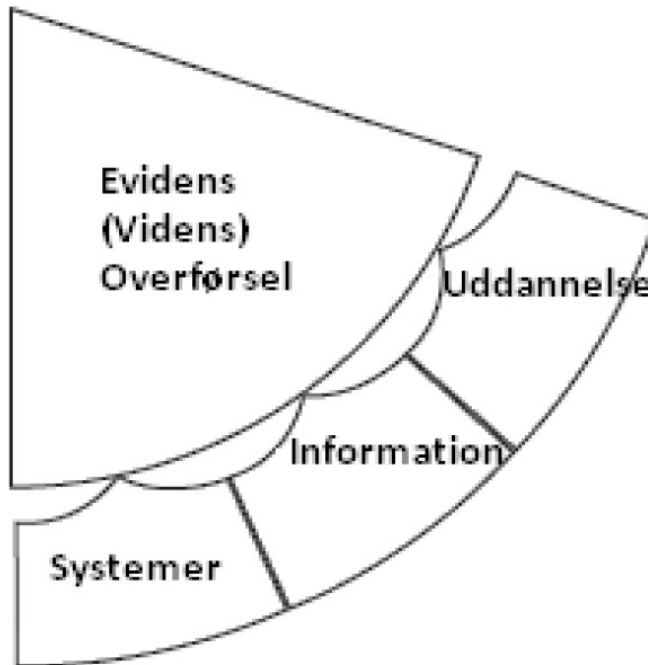 Evidens
(Videns)
Overførsel
Uddannelse
Information
Systemer